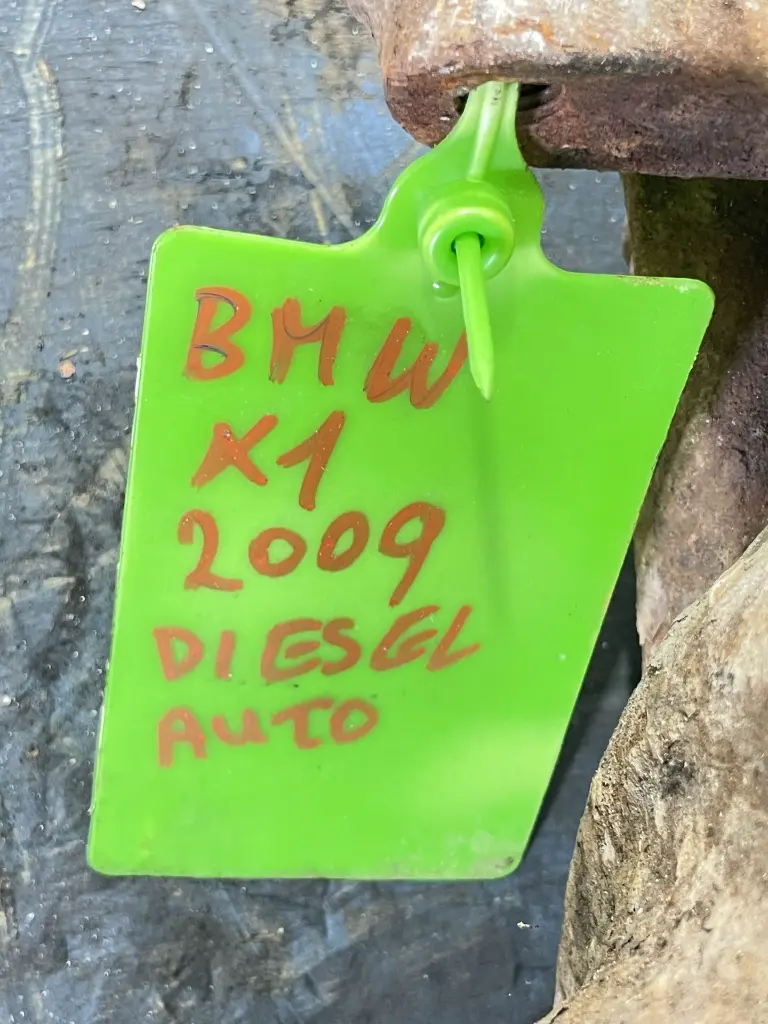 BMW
X1
2009
DIESEL
AUTO